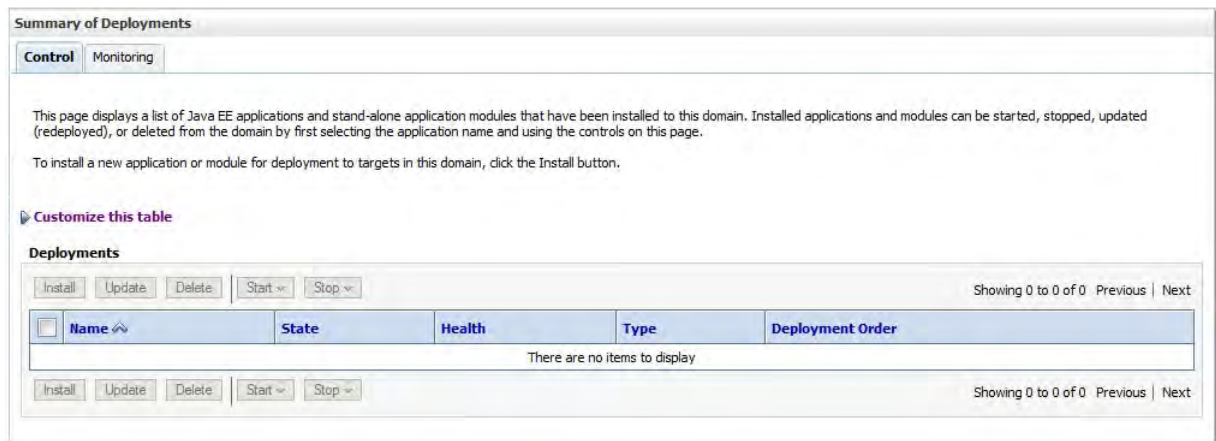 Summary of Deployments
Control Monitoring
This page displays a list of Java EE applications and stand-alone application modules that have been installed to this domain. Installed applications and modules can be started, stopped, updated
(redeployed), or deleted from the domain by first selecting the application name and using the controls on this page.
To install a new application or module for deployment to targets in this domain, click the Install button.
Customize this table
Deployments
Install Update Delete Start Stop Showing 0 to 0 of 0 Previous | Next
Name State Health Type Deployment Order
There are no items to display
Install Update Delete Start Stop Showing 0 to 0 of 0 Previous | Next